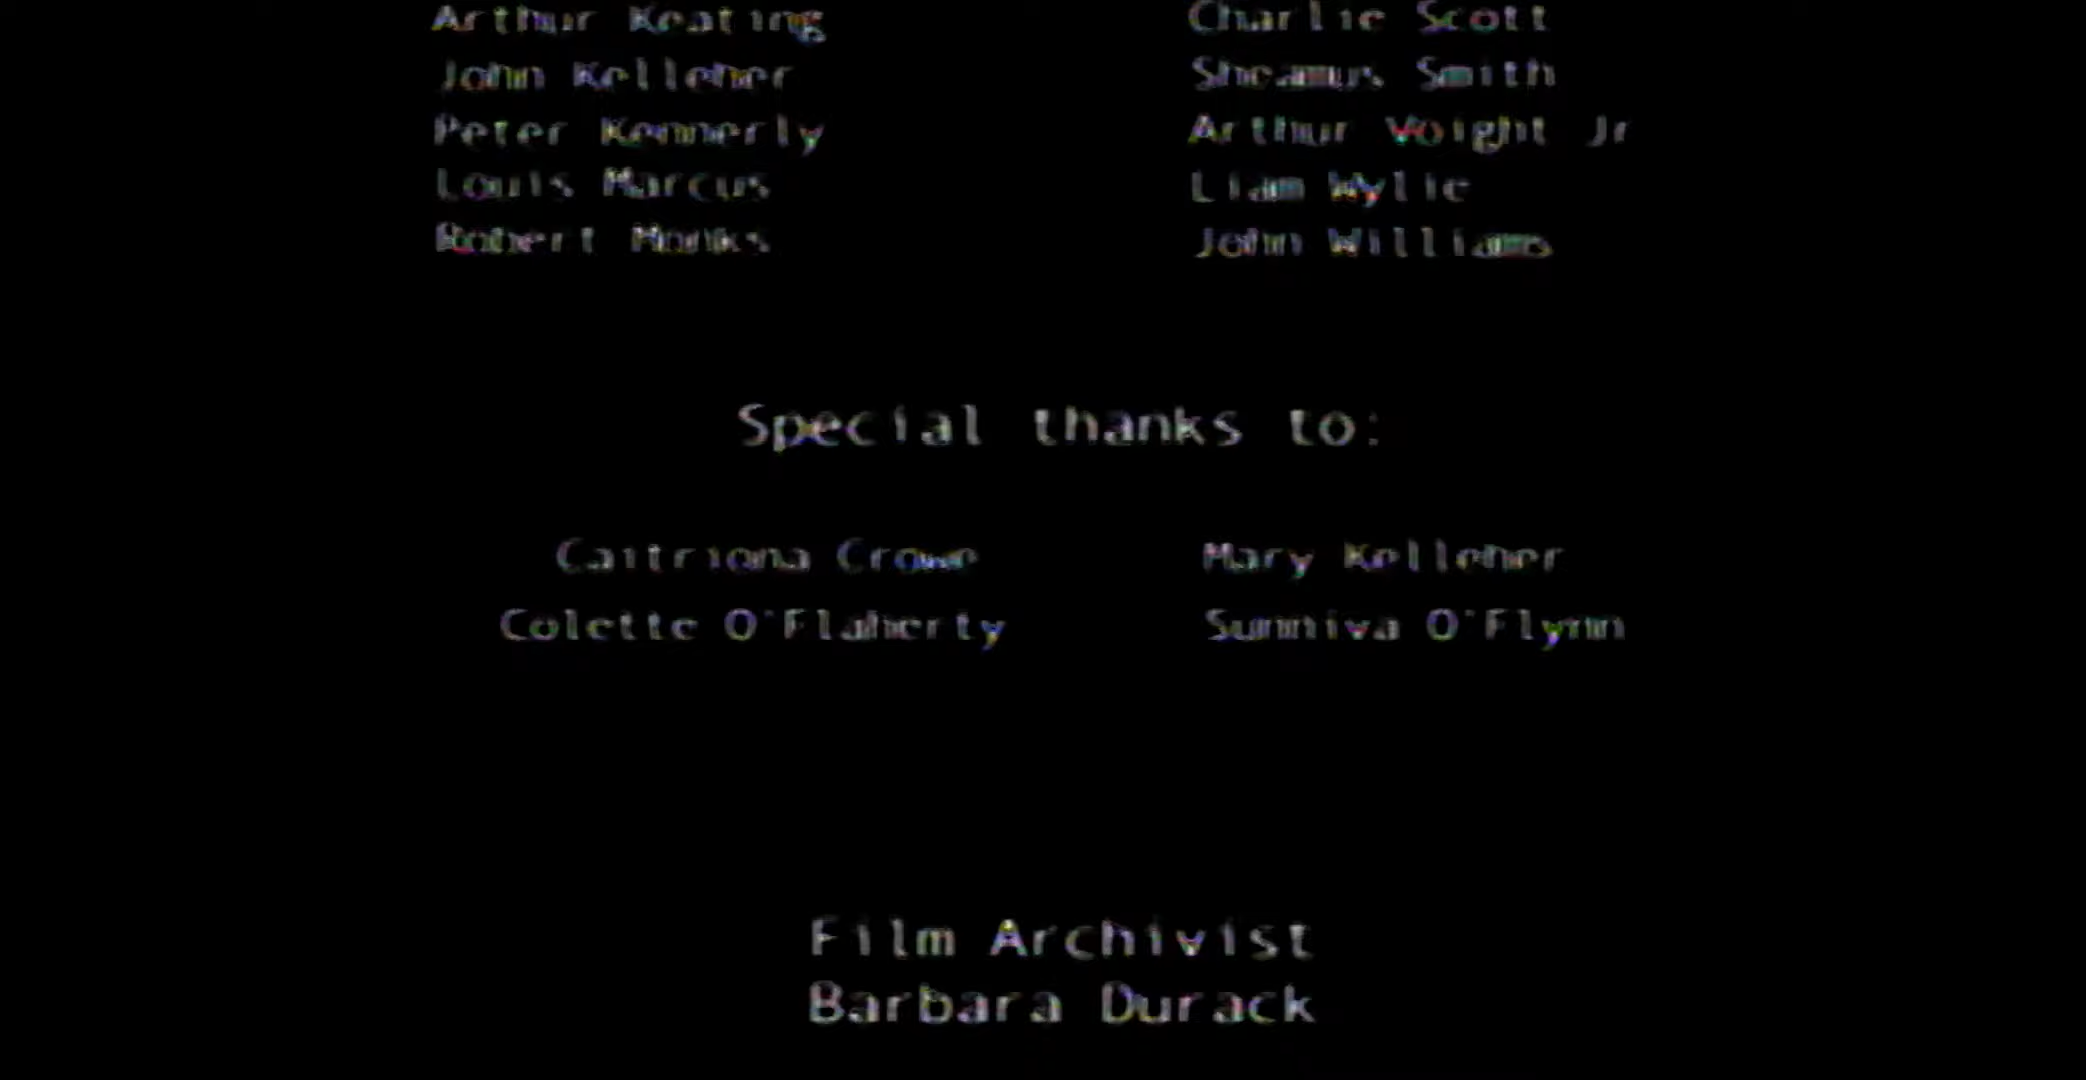 Arthur Keating Charlie Scott
John Kelleher Sheamus Smith
Peter Kennerly Arthur Voight Jr
Louis Marcus Liam Wylie
Robert Monks John Williams
Special thanks to:
Caitriona Crowe Mary Kelleher
Colette O'Flaherty Sunniva O'Flynn
Film Archivist
Barbara Durack